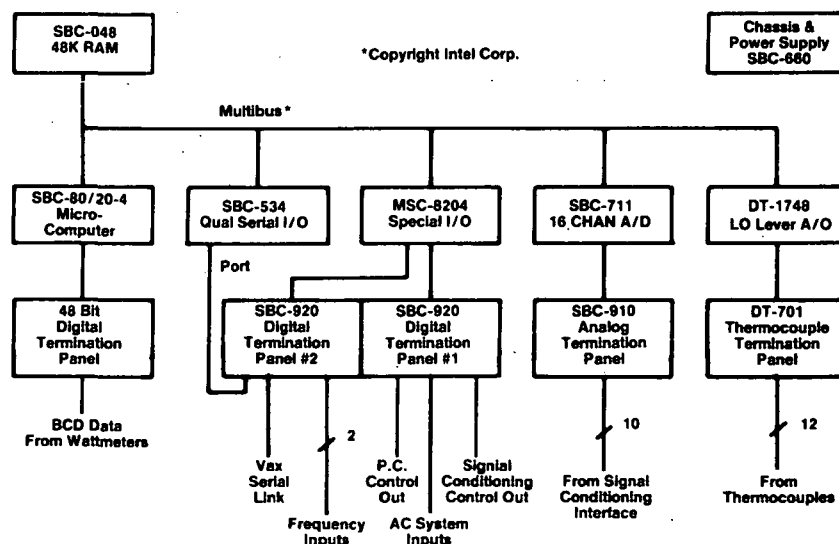 SBC-048
48K RAM
*Copyright Intel Corp.
Chassis &
Power Supply
SBC-660
Multibus*
SBC-80/20-4
Micro-
Computer
SBC-534
Qual Serial I/O
MSC-8204
Special I/O
SBC-711
16 CHAN A/D
DT-1748
LO Lever A/O
Port
48 Bit
Digital
Termination
Panel
SBC-920
Digital
Termination
Panel #2
SBC-920
Digital
Termination
Panel #1
SBC-910
Analog
Termination
Panel
DT-701
Thermocouple
Termination
Panel
BCD Data
From Wattmeters
2
10
12
Vax
Serial
Link
P.C.
Control
Out
Signial
Conditioning
Control Out
From Signal
Conditioning
Interface
From
Thermocouples
Frequency
Inputs
AC System
Inputs